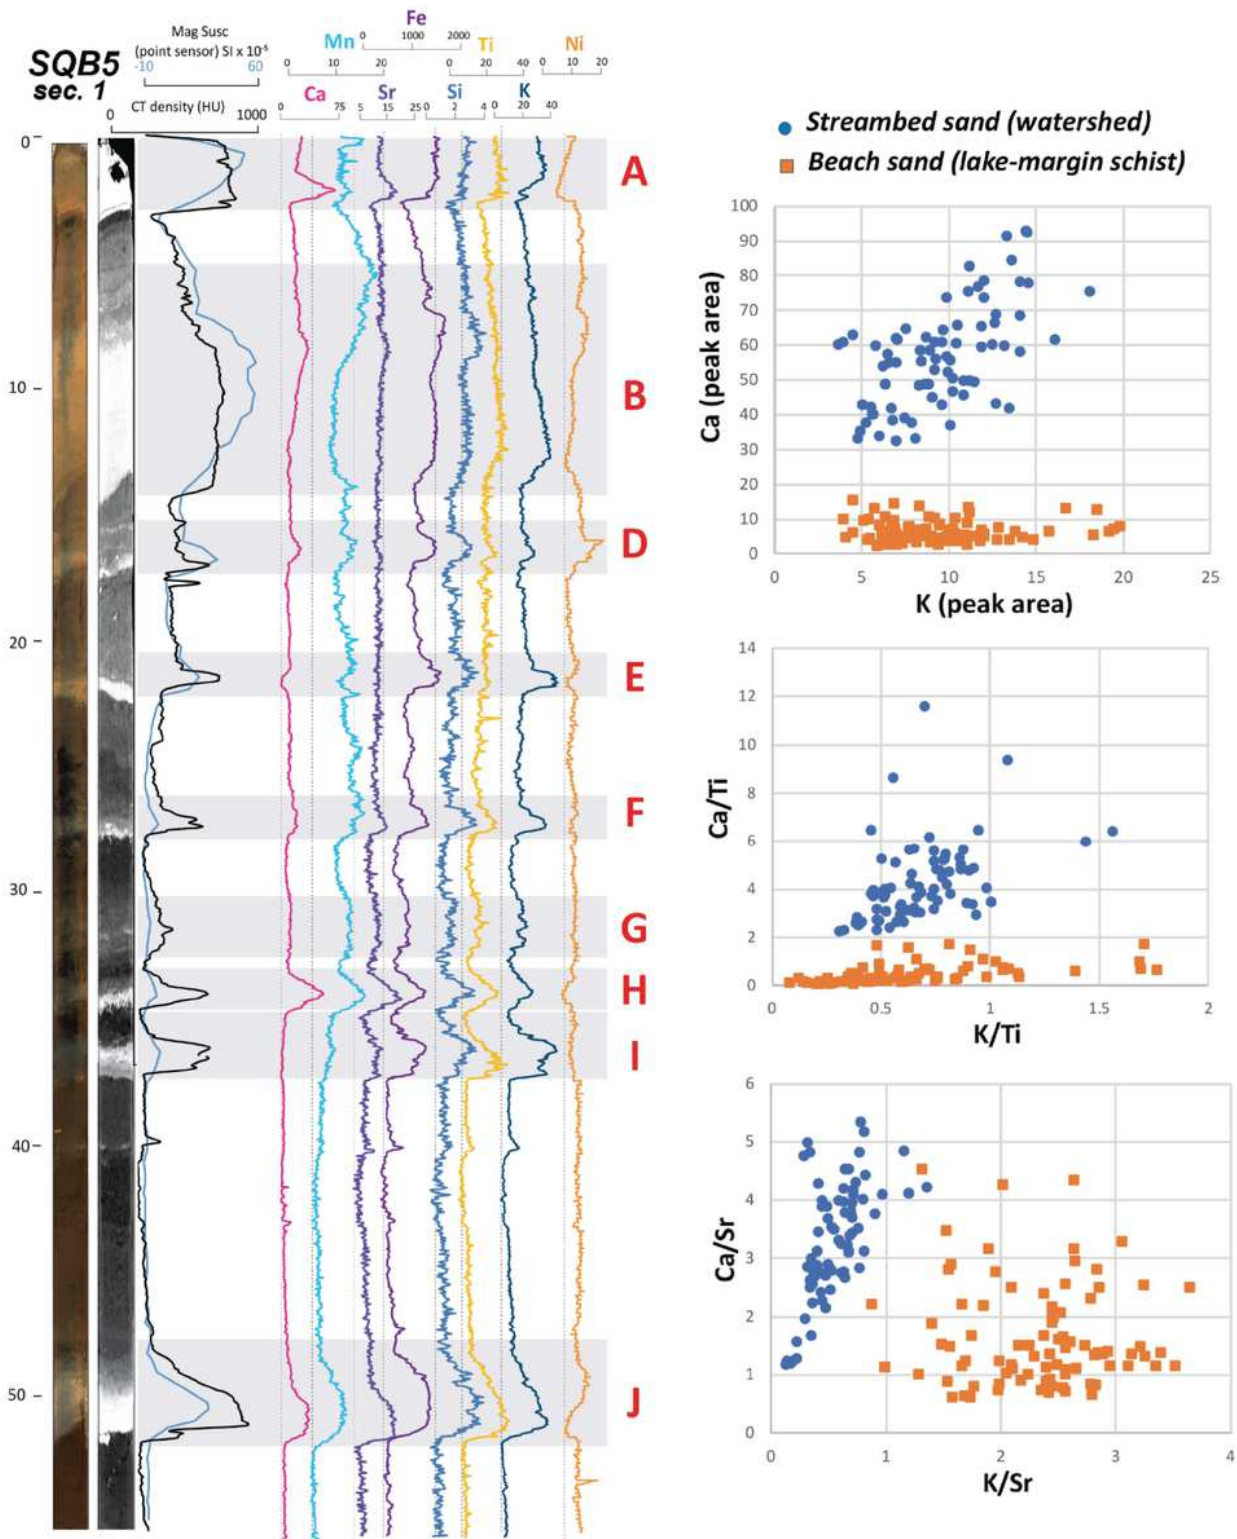 SQB5
sec. 1
Mag Susc
(point sensor) SI x 10⁻⁵
-10 60
CT density (HU)
0 1000
Fe
0 1000 2000
Mn
0 10 20
Ti
0 20 40
Ni
0 10 20
Ca
0 75
Sr
5 15 25
Si
0 2 4
K
0 20 40
0
10
20
30
40
50
A
B
D
E
F
G
H
I
J
Streambed sand (watershed)
Beach sand (lake-margin schist)
Ca (peak area)
100
90
80
70
60
50
40
30
20
10
0
0 5 10 15 20 25
K (peak area)
Ca/Ti
14
12
10
8
6
4
2
0
0 0.5 1 1.5 2
K/Ti
Ca/Sr
6
5
4
3
2
1
0
0 1 2 3 4
K/Sr